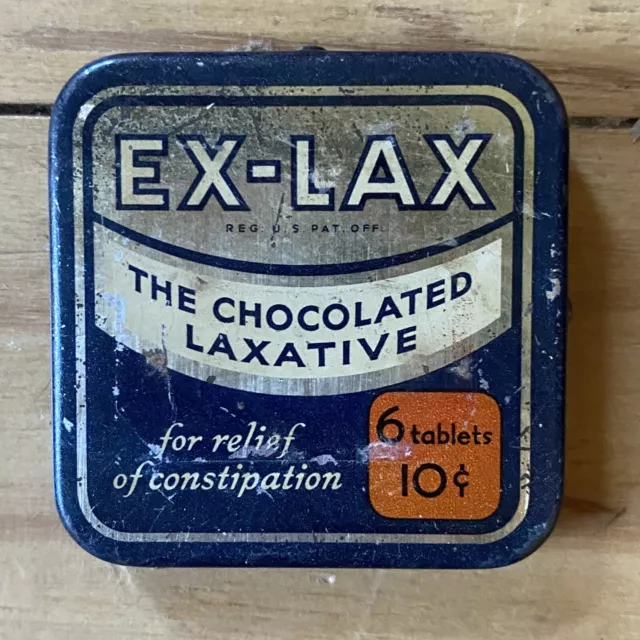 EX-LAX
REG. U.S. PAT. OFF.
THE CHOCOLATED
LAXATIVE
for relief
of constipation
6 tablets
10¢